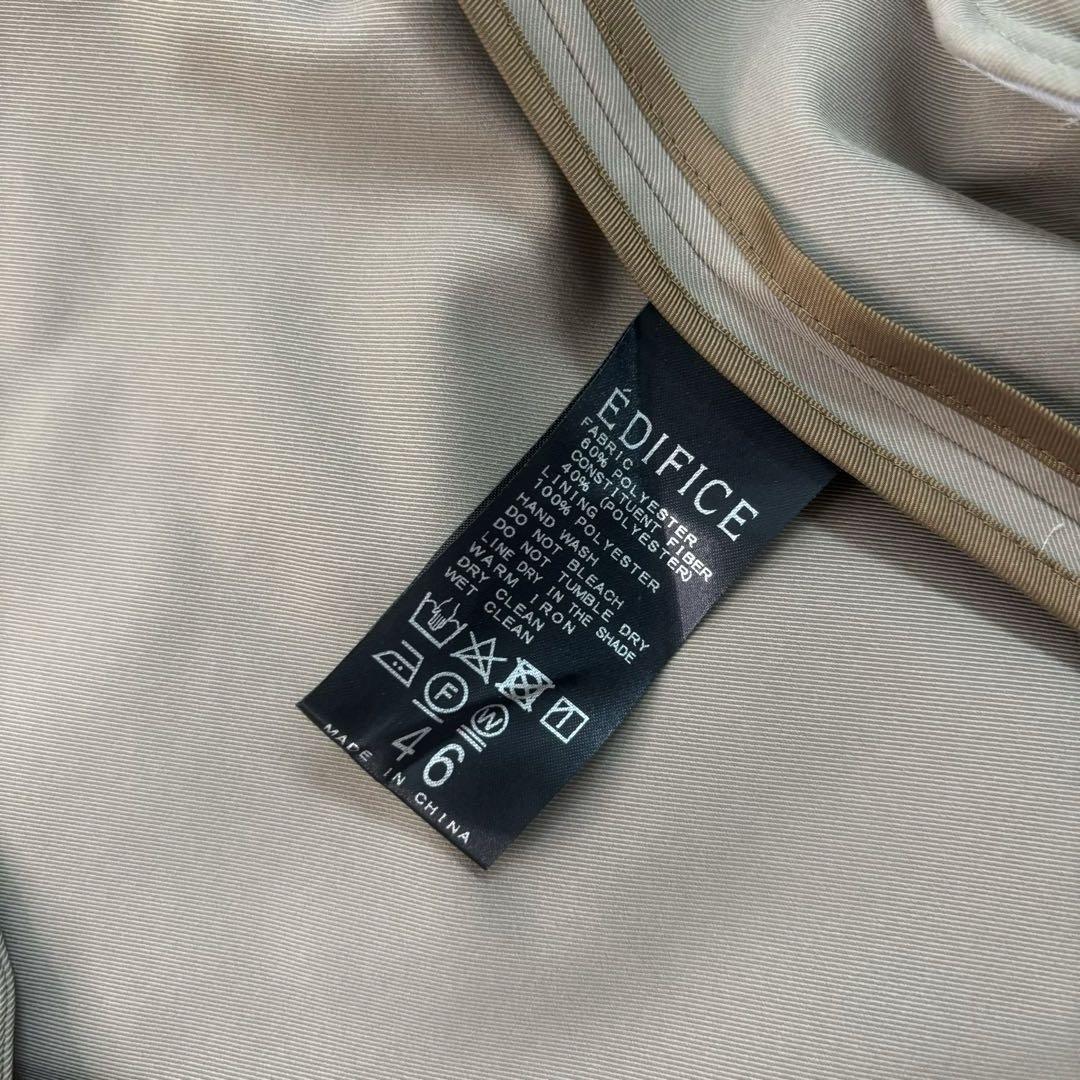 ÉDIFICE
FABRIC
60% POLYESTER
CONSTITUENT FIBER
40% (POLYESTER)
LINING
100% POLYESTER
HAND WASH
DO NOT BLEACH
DO NOT TUMBLE DRY
LINE DRY IN THE SHADE
WARM IRON
DRY CLEAN
WET CLEAN
F
W
46
MADE IN CHINA